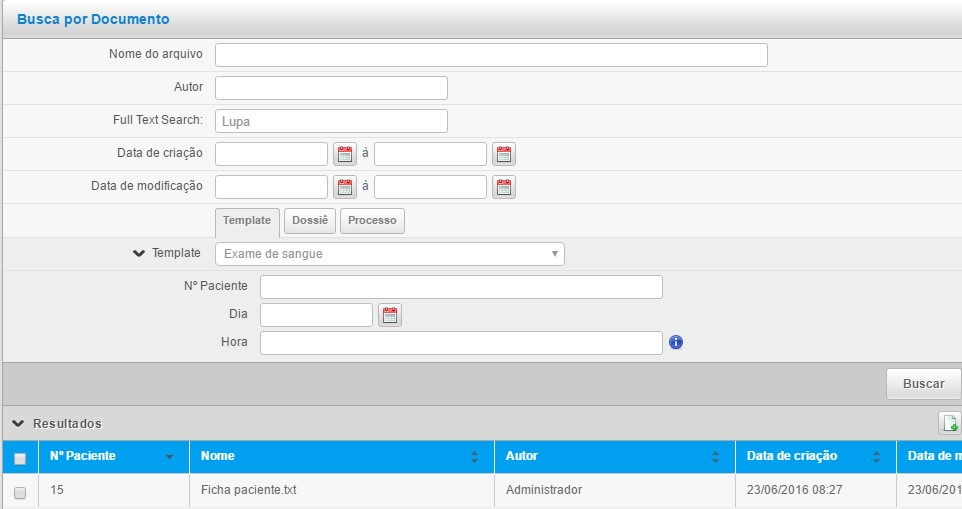 Busca por Documento
Nome do arquivo
Autor
Full Text Search: Lupa
Data de criação à
Data de modificação à
Template Dossiê Processo
Template Exame de sangue
Nº Paciente
Dia
Hora
Buscar
Resultados
Nº Paciente Nome Autor Data de criação Data de m
15 Ficha paciente.txt Administrador 23/06/2016 08:27 23/06/201